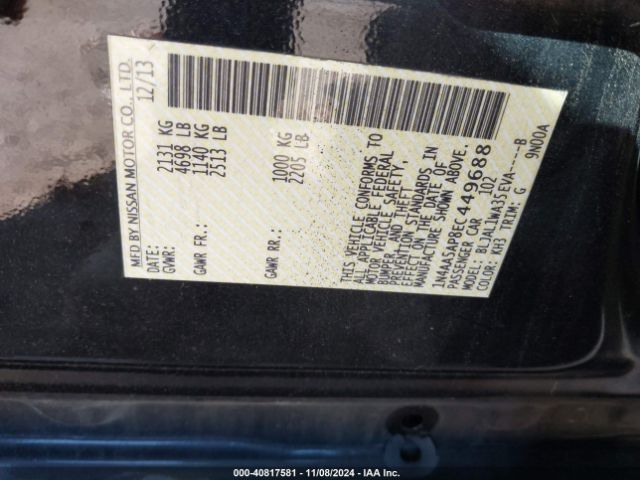 MFD BY NISSAN MOTOR CO., LTD.
DATE: 12/13
GVWR: 2131 KG
4698 LB
GAWR FR: 1140 KG
2513 LB
GAWR RR: 1000 KG
2205 LB
THIS VEHICLE CONFORMS TO
ALL APPLICABLE FEDERAL
MOTOR VEHICLE SAFETY,
BUMPER, AND THEFT
PREVENTION STANDARDS IN
EFFECT ON THE DATE OF
MANUFACTURE SHOWN ABOVE.
1N4AA5AP8EC449688
PASSENGER CAR 102
MODEL: BLJALJWA35EVA-----B
COLOR: KH3 TRIM: G 9N00A
000-40817581 - 11/08/2024 - IAA Inc.